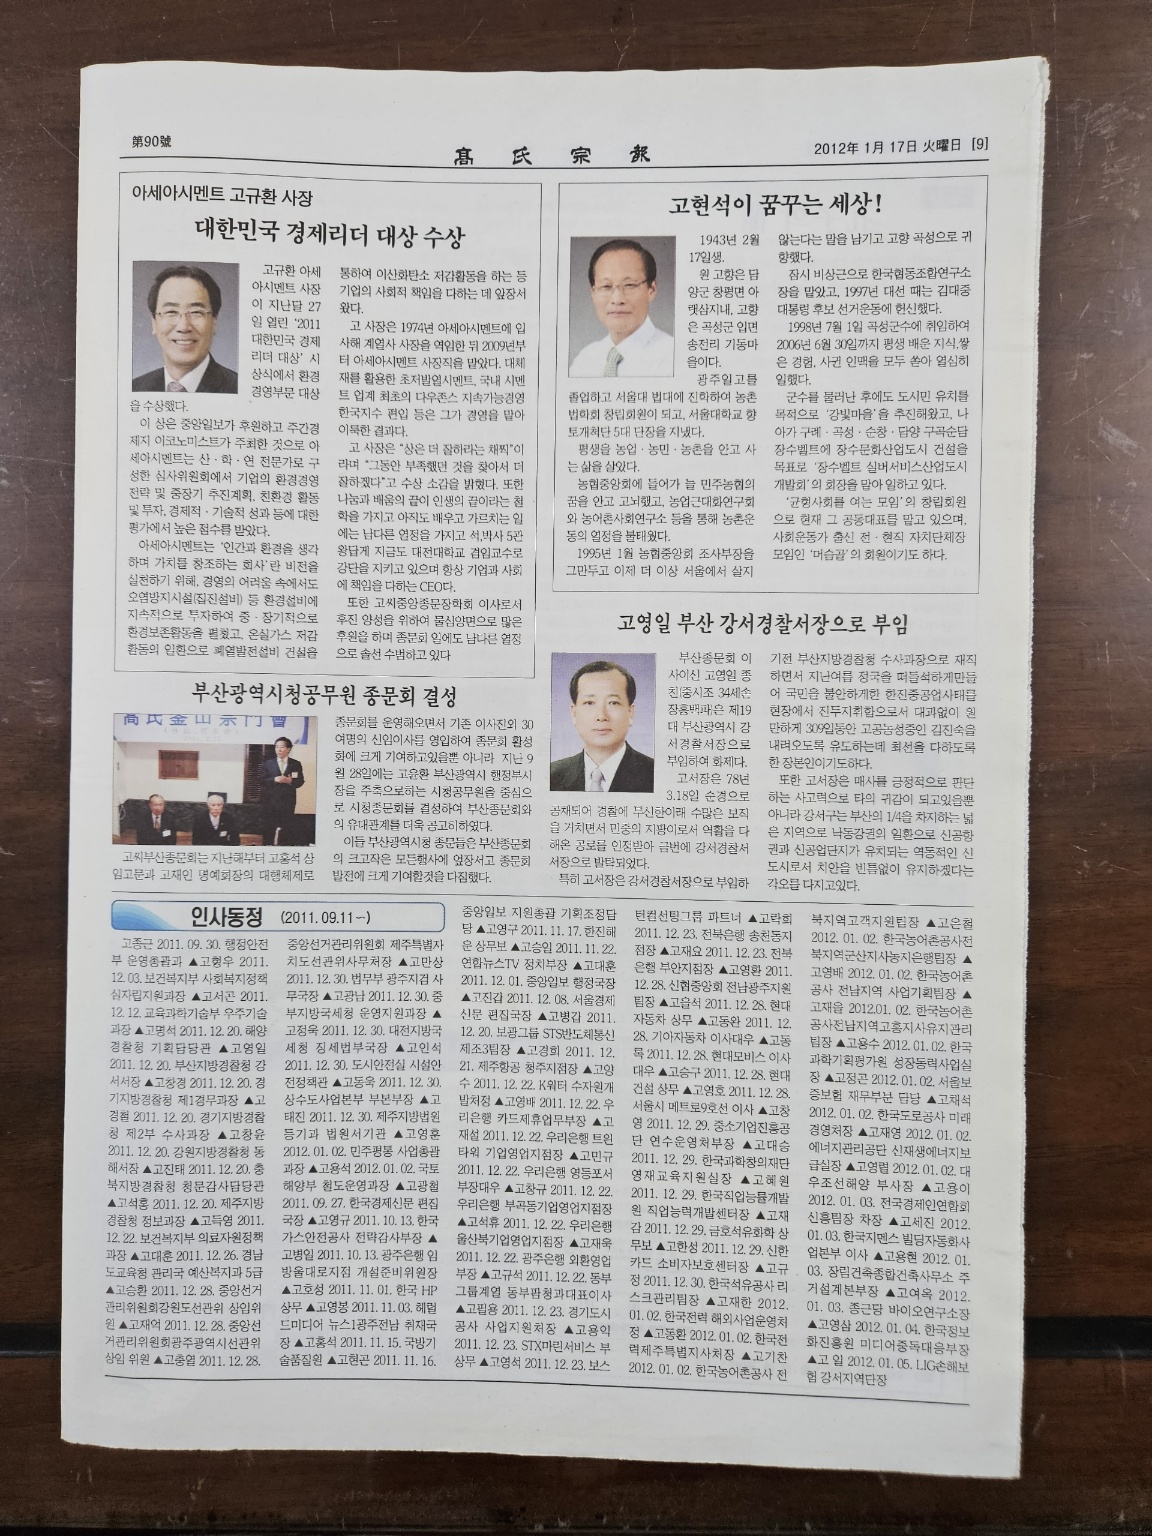 第90號
高 氏 宗 報
2012年 1月 17日 火曜日 [9]
아세아시멘트 고규환 사장
대한민국 경제리더 대상 수상
고규환 아세
아시멘트 사장
이 지난달 27
일 열린 '2011
대한민국 경제
리더 대상' 시
상식에서 환경
경영부문 대상
을 수상했다.
이 상은 중앙일보가 후원하고 주간경
제지 이코노미스트가 주최한 것으로 아
세아시멘트는 산·학·연 전문가로 구
성한 심사위원회에서 기업의 환경경영
전략 및 중장기 추진계획, 친환경 활동
및 투자, 경제적·기술적 성과 등에 대한
평가에서 높은 점수를 받았다.
아세아시멘트는 '인간과 환경을 생각
하며 가치를 창조하는 회사'란 비전을
실천하기 위해, 경영의 어려움 속에서도
오염방지시설(집진설비) 등 환경설비에
지속적으로 투자하여 중·장기적으로
환경보존활동을 펼쳤고, 온실가스 저감
활동의 일환으로 폐열발전설비 건설을
통하여 이산화탄소 저감활동을 하는 등
기업의 사회적 책임을 다하는 데 앞장서
왔다.
고 사장은 1974년 아세아시멘트에 입
사해 계열사 사장을 역임한 뒤 2009년부
터 아세아시멘트 사장직을 맡았다. 대체
재를 활용한 초저발열시멘트, 국내 시멘
트 업계 최초의 다우존스 지속가능경영
한국지수 편입 등은 그가 경영을 맡아
이룩한 결과다.
고 사장은 "상은 더 잘하라는 채찍"이
라며 "그동안 부족했던 것을 찾아서 더
잘하겠다"고 수상 소감을 밝혔다. 또한
나눔과 배움의 끝이 인생의 끝이라는 철
학을 가지고 아직도 배우고 가르치는 일
에는 남다른 열정을 가지고 석,박사 5관
왕답게 지금도 대전대학교 겸임교수로
강단을 지키고 있으며 항상 기업과 사회
에 책임을 다하는 CEO다.
또한 고씨중앙종문장학회 이사로서
후진 양성을 위하여 물심양면으로 많은
후원을 하며 종문회 일에도 남다른 열정
으로 솔선 수범하고 있다
고현석이 꿈꾸는 세상!
1943년 2월
17일생.
원 고향은 담
양군 창평면 아
랫삼지내, 고향
은 곡성군 입면
송전리 기동마
을이다.
광주일고를
졸업하고 서울대 법대에 진학하여 농촌
법학회 창립회원이 되고, 서울대학교 향
토개척단 5대 단장을 지냈다.
평생을 농업·농민·농촌을 안고 사
는 삶을 살았다.
농협중앙회에 들어가 늘 민주농협의
꿈을 안고 고뇌했고, 농업근대화연구회
와 농어촌사회연구소 등을 통해 농촌운
동의 열정을 불태웠다.
1995년 1월 농협중앙회 조사부장을
그만두고 이제 더 이상 서울에서 살지
않는다는 말을 남기고 고향 곡성으로 귀
향했다.
잠시 비상근으로 한국협동조합연구소
장을 맡았고, 1997년 대선 때는 김대중
대통령 후보 선거운동에 헌신했다.
1998년 7월 1일 곡성군수에 취임하여
2006년 6월 30일까지 평생 배운 지식,쌓
은 경험, 사귄 인맥을 모두 쏟아 열심히
일했다.
군수를 물러난 후에도 도시민 유치를
목적으로 '강빛마을'을 추진해왔고, 나
아가 구례·곡성·순창·담양 구곡순담
장수벨트에 장수문화산업도시 건설을
목표로 '장수벨트 실버서비스산업도시
개발회'의 회장을 맡아 일하고 있다.
'균형사회를 여는 모임'의 창립회원
으로 현재 그 공동대표를 맡고 있으며,
사회운동가 출신 전·현직 자치단체장
모임인 '머슴골'의 회원이기도 하다.
고영일 부산 강서경찰서장으로 부임
부산종문회 이
사이신 고영일 종
친(중시조 34세손
장흥백파)은 제19
대 부산광역시 강
서경찰서장으로
부임하여 화제다.
고서장은 78년
3.18일 순경으로
공채되어 경찰에 투신한이래 수많은 보직
을 거치면서 민중의 지팡이로서 역활을 다
해온 공로를 인정받아 금번에 강서경찰서
서장으로 발탁되었다.
특히 고서장은 강서경찰서장으로 부임하
기전 부산지방경찰청 수사과장으로 재직
하면서 지난여름 정국을 떠들석하게만들
어 국민을 불안하게한 한진중공업사태를
현장에서 진두지휘함으로서 대과없이 원
만하게 309일동안 고공농성중인 김진숙을
내려오도록 유도하는데 최선을 다하도록
한 장본인이기도하다.
또한 고서장은 매사를 긍정적으로 판단
하는 사고력으로 타의 귀감이 되고있을뿐
아니라 강서구는 부산의 1/4을 차지하는 넓
은 지역으로 낙동강권의 일환으로 신공항
권과 신공업단지가 유치되는 역동적인 신
도시로서 치안을 빈틈없이 유지하겠다는
각오를 다지고있다.
부산광역시청공무원 종문회 결성
高氏釜山宗門會
고씨부산종문회는 지난해부터 고홍석 상
임고문과 고재인 명예회장의 대행체제로
종문회를 운영해오면서 기존 이사진외 30
여명의 신임이사를 영입하여 종문회 활성
화에 크게 기여하고있을뿐 아니라 지난 9
월 28일에는 고윤환 부산광역시 행정부시
장을 주축으로하는 시청공무원을 중심으
로 시청종문회를 결성하여 부산종문회와
의 유대관계를 더욱 공고히하였다.
이들 부산광역시청 종문들은 부산종문회
의 크고작은 모든행사에 앞장서고 종문회
발전에 크게 기여할것을 다짐했다.
인사동정 (2011. 09.11~)
고종근 2011. 09. 30. 행정안전
부 운영총관과 ▲고형우 2011.
12. 03. 보건복지부 사회복지정책
심자립지원과장 ▲고서곤 2011.
12. 12. 교육과학기술부 우주기술
과장 ▲고명석 2011. 12. 20. 해양
경찰청 기획담당관 ▲고영일
2011. 12. 20. 부산지방경찰청 강
서서장 ▲고창경 2011. 12. 20. 경
기지방경찰청 제1경무과장 ▲고
경철 2011. 12. 20. 경기지방경찰
청 제2부 수사과장 ▲고창윤
2011. 12. 20. 강원지방경찰청 동
해서장 ▲고진태 2011. 12. 20. 충
북지방경찰청 청문감사담당관
▲고석홍 2011. 12. 20. 제주지방
경찰청 정보과장 ▲고득영 2011.
12. 22. 보건복지부 의료자원정책
과장 ▲고대훈 2011. 12. 26. 경남
도교육청 관리국 예산복지과 5급
▲고승환 2011. 12. 28. 중앙선거
관리위원회강원도선관위 상임위
원 ▲고재억 2011. 12. 28. 중앙선
거관리위원회광주광역시선관위
상임 위원 ▲고충열 2011. 12. 28.
중앙선거관리위원회 제주특별자
치도선관위사무처장 ▲고만상
2011. 12. 30. 법무부 광주지검 사
무국장 ▲고광남 2011. 12. 30. 중
부지방국세청 운영지원과장 ▲
고정욱 2011. 12. 30. 대전지방국
세청 징세법부국장 ▲고인석
2011. 12. 30. 도시안전실 시설안
전정책관 ▲고동욱 2011. 12. 30.
상수도사업본부 부본부장 ▲고
태진 2011. 12. 30. 제주지방법원
등기과 법원서기관 ▲고영훈
2012. 01. 02. 민주평통 사업총괄
과장 ▲고용석 2012. 01. 02. 국토
해양부 철도운영과장 ▲고광철
2011. 09. 27. 한국경제신문 편집
국장 ▲고영규 2011. 10. 13. 한국
가스안전공사 전략감사부장 ▲
고병일 2011. 10. 13. 광주은행 임
방울대로지점 개설준비위원장
▲고호성 2011. 11. 01. 한국 HP
상무 ▲고영봉 2011. 11. 03. 헤럴
드미디어 뉴스1광주전남 취재국
장 ▲고홍석 2011. 11. 15. 국방기
술품질원 ▲고현곤 2011. 11. 16.
중앙일보 지원총괄 기획조정담
당 ▲고영구 2011. 11. 17. 한진해
운 상무보 ▲고승일 2011. 11. 22.
연합뉴스TV 정치부장 ▲고대훈
2011. 12. 01. 중앙일보 행정국장
▲고진갑 2011. 12. 08. 서울경제
신문 편집국장 ▲고병갑 2011.
12. 20. 보광그룹 STS반도체통신
제조3팀장 ▲고경희 2011. 12.
21. 제주항공 청주지점장 ▲고양
수 2011. 12. 22. K워터 수자원개
발처정 ▲고영배 2011. 12. 22. 우
리은행 카드제휴업무부장 ▲고
재설 2011. 12. 22. 우리은행 트윈
타워 기업영업지점장 ▲고민규
2011. 12. 22. 우리은행 영등포서
부장대우 ▲고창규 2011. 12. 22.
우리은행 부곡동기업영업지점장
▲고석휴 2011. 12. 22. 우리은행
울산북기업영업지점장 ▲고재욱
2011. 12. 22. 광주은행 외환영업
부장 ▲고규석 2011. 12. 22. 동부
그룹계열 동부팜청과대표이사
▲고필용 2011. 12. 23. 경기도시
공사 사업지원처장 ▲고용익
2011. 12. 23. STX마린서비스 부
상무 ▲고영석 2011. 12. 23. 보스
턴컨선팅그룹 파트너 ▲고락희
2011. 12. 23. 전북은행 송천동지
점장 ▲고재요 2011. 12. 23. 전북
은행 부안지점장 ▲고영환 2011.
12. 28. 신협중앙회 전남광주지원
팀장 ▲고을석 2011. 12. 28. 현대
자동차 상무 ▲고동완 2011. 12.
28. 기아자동차 이사대우 ▲고동
록 2011. 12. 28. 현대모비스 이사
대우 ▲고승구 2011. 12. 28. 현대
건설 상무 ▲고영호 2011. 12. 28.
서울시 메트로9호선 이사 ▲고창
영 2011. 12. 29. 중소기업진흥공
단 연수운영처부장 ▲고대승
2011. 12. 29. 한국과학창의재단
영재교육지원실장 ▲고혜원
2011. 12. 29. 한국직업능률개발
원 직업능력개발센터장 ▲고재
감 2011. 12. 29. 금호석유화학 상
무보 ▲고한성 2011. 12. 29. 신한
카드 소비자보호센터장 ▲고규
정 2011. 12. 30. 한국석유공사 리
스크관리팀장 ▲고재한 2012.
01. 02. 한국전력 해외사업운영처
정 ▲고동환 2012. 01. 02. 한국전
력제주특별지사처장 ▲고기찬
2012. 01. 02. 한국농어촌공사 전
북지역고객지원팀장 ▲고은철
2012. 01. 02. 한국농어촌공사전
북지역군산지사농지은행팀장 ▲
고영배 2012. 01. 02. 한국농어촌
공사 전남지역 사업기획팀장 ▲
고재을 2012.01. 02. 한국농어촌
공사전남지역고흥지사유지관리
팀장 ▲고용수 2012. 01. 02. 한국
과학기획평가원 성장동력사업실
장 ▲고정곤 2012. 01. 02. 서울보
증보험 재무부분 담당 ▲고채석
2012. 01. 02. 한국도로공사 미래
경영처장 ▲고재영 2012. 01. 02.
에너지관리공단 신재생에너지보
급실장 ▲고영렬 2012. 01. 02. 대
우조선해양 부사장 ▲고용이
2012. 01. 03. 전국경제인연합회
신흥팀장 차장 ▲고세진 2012.
01. 03. 한국지멘스 빌딩자동화사
업본부 이사 ▲고용현 2012. 01.
03. 장립건축종합건축사무소 주
거설계본부장 ▲고여옥 2012.
01. 03. 종근당 바이오연구소장
▲고영삼 2012. 01. 04. 한국정보
화진흥원 미디어중독대응부장
▲고 일 2012. 01. 05. LIG손해보
험 강서지역단장